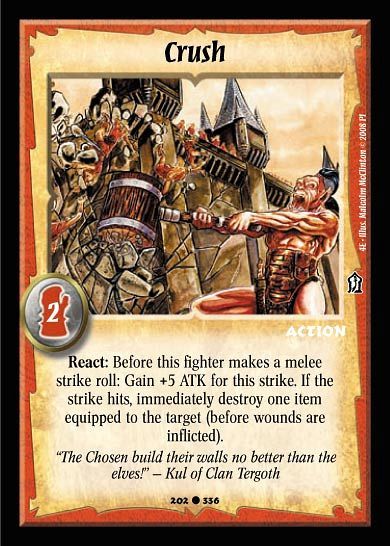 Crush
4E • Illus. Malcolm McClinton © 2008 PI
2
ACTION
React: Before this fighter makes a melee
strike roll: Gain +5 ATK for this strike. If the
strike hits, immediately destroy one item
equipped to the target (before wounds are
inflicted).
“The Chosen build their walls no better than the
elves!” – Kul of Clan Tergoth
202 ● 336